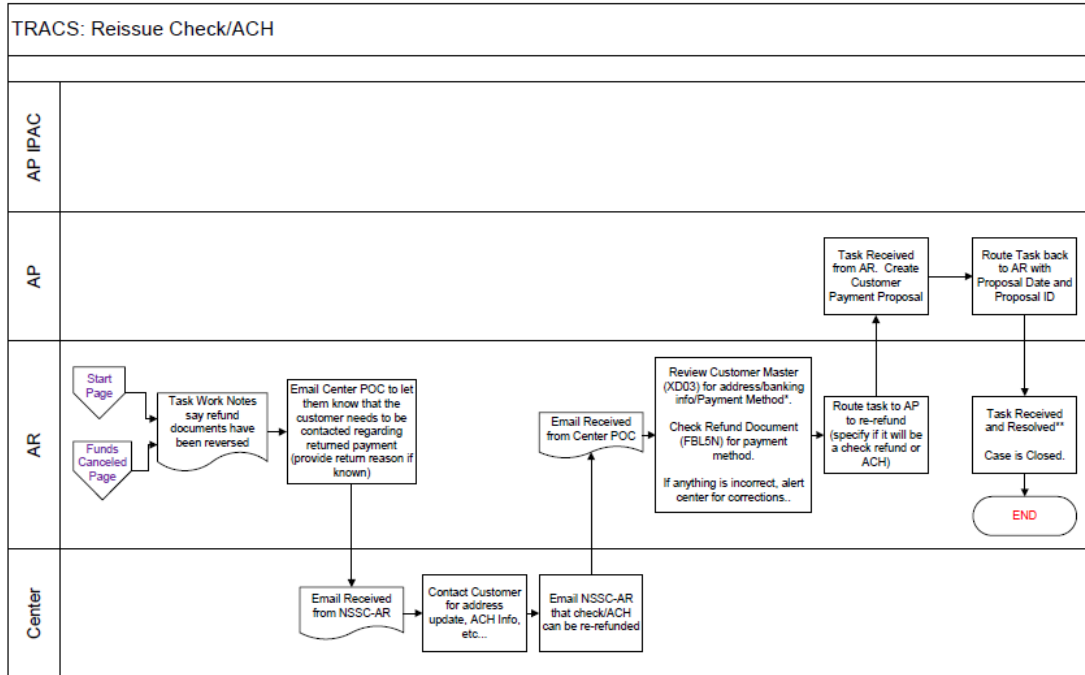 TRACS: Reissue Check/ACH
AP IPAC
AP
Task Received
from AR.  Create
Customer
Payment Proposal
Route Task back
to AR with
Proposal Date and
Proposal ID
AR
Start
Page
Funds
Canceled
Page
Task Work Notes
say refund
documents have
been reversed
Email Center POC to let
them know that the
customer needs to be
contacted regarding
returned payment
(provide return reason if
known)
Email Received
from Center POC
Review Customer Master
(XD03) for address/banking
info/Payment Method*.
Check Refund Document
(FBL5N) for payment
method.
If anything is incorrect, alert
center for corrections..
Route task to AP
to re-refund
(specify if it will be
a check refund or
ACH)
Task Received
and Resolved**
Case is Closed.
END
Center
Email Received
from NSSC-AR
Contact Customer
for address
update, ACH Info,
etc...
Email NSSC-AR
that check/ACH
can be re-refunded